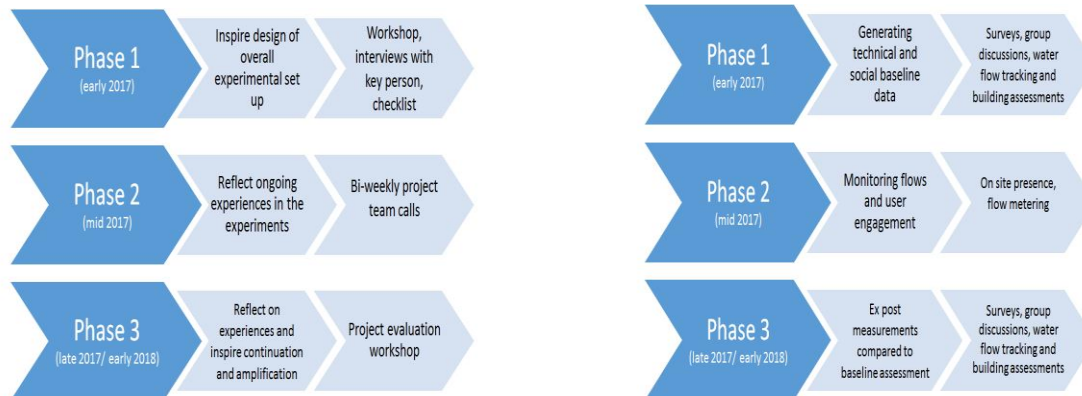 Phase 1
(early 2017)
Inspire design of
overall
experimental set
up
Workshop,
interviews with
key person,
checklist
Phase 2
(mid 2017)
Reflect ongoing
experiences in the
experiments
Bi-weekly project
team calls
Phase 3
(late 2017/ early 2018)
Reflect on
experiences and
inspire continuation
and amplification
Project evaluation
workshop
Phase 1
(early 2017)
Generating
technical and
social baseline
data
Surveys, group
discussions, water
flow tracking and
building assessments
Phase 2
(mid 2017)
Monitoring flows
and user
engagement
On site presence,
flow metering
Phase 3
(late 2017/ early 2018)
Ex post
measurements
compared to
baseline assessment
Surveys, group
discussions, water
flow tracking and
building assessments